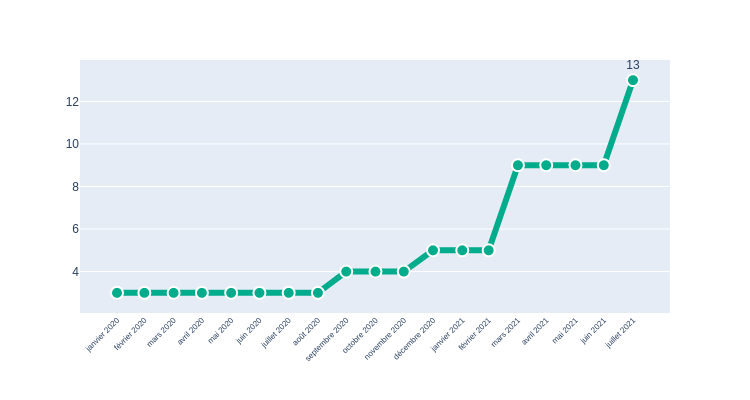 13
12
10
8
6
4
janvier 2020
février 2020
mars 2020
avril 2020
mai 2020
juin 2020
juillet 2020
août 2020
septembre 2020
octobre 2020
novembre 2020
décembre 2020
janvier 2021
février 2021
mars 2021
avril 2021
mai 2021
juin 2021
juillet 2021